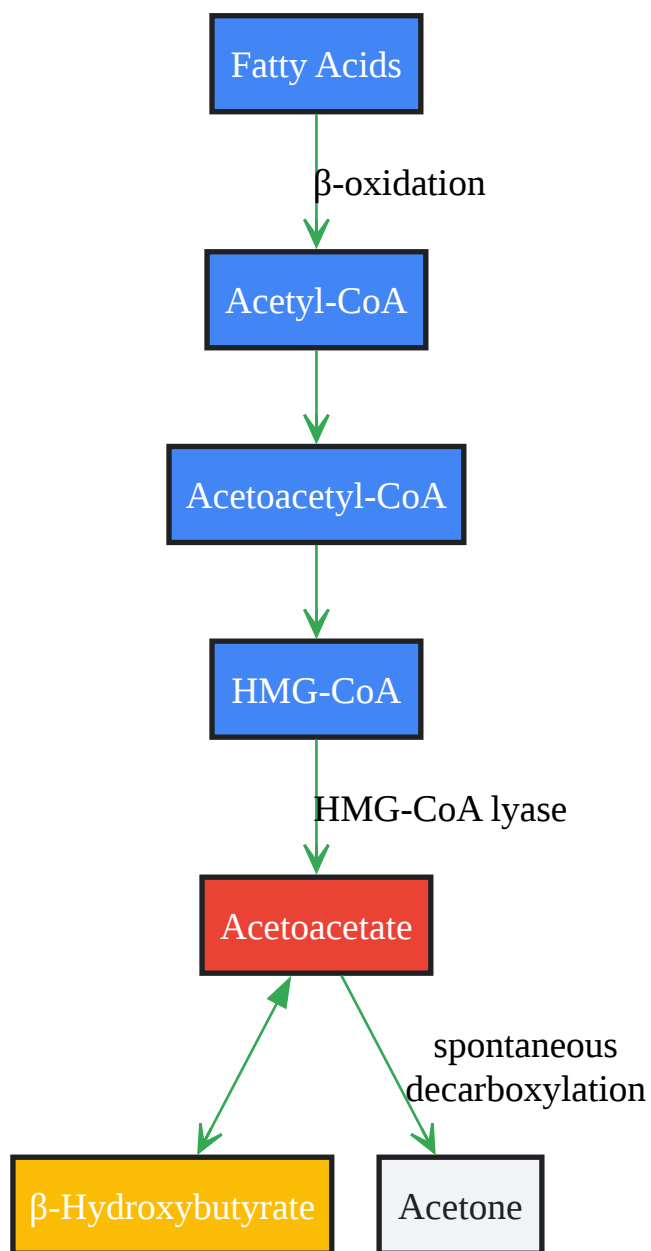 Fatty Acids
β-oxidation
Acetyl-CoA
Acetoacetyl-CoA
HMG-CoA
HMG-CoA lyase
Acetoacetate
spontaneous
decarboxylation
β-Hydroxybutyrate
Acetone